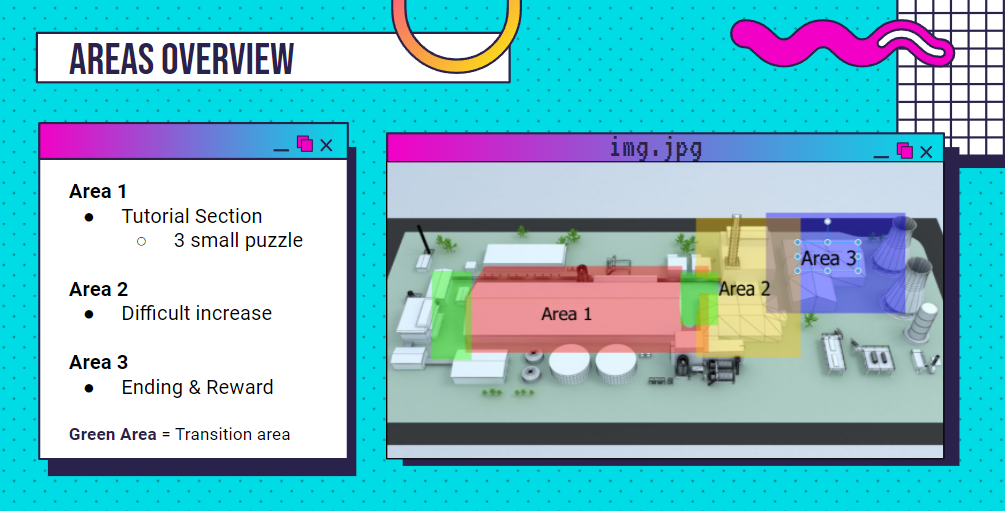 AREAS OVERVIEW
Area 1
● Tutorial Section
○ 3 small puzzle
Area 2
● Difficult increase
Area 3
● Ending & Reward
Green Area = Transition area
img.jpg
Area 1
Area 2
Area 3